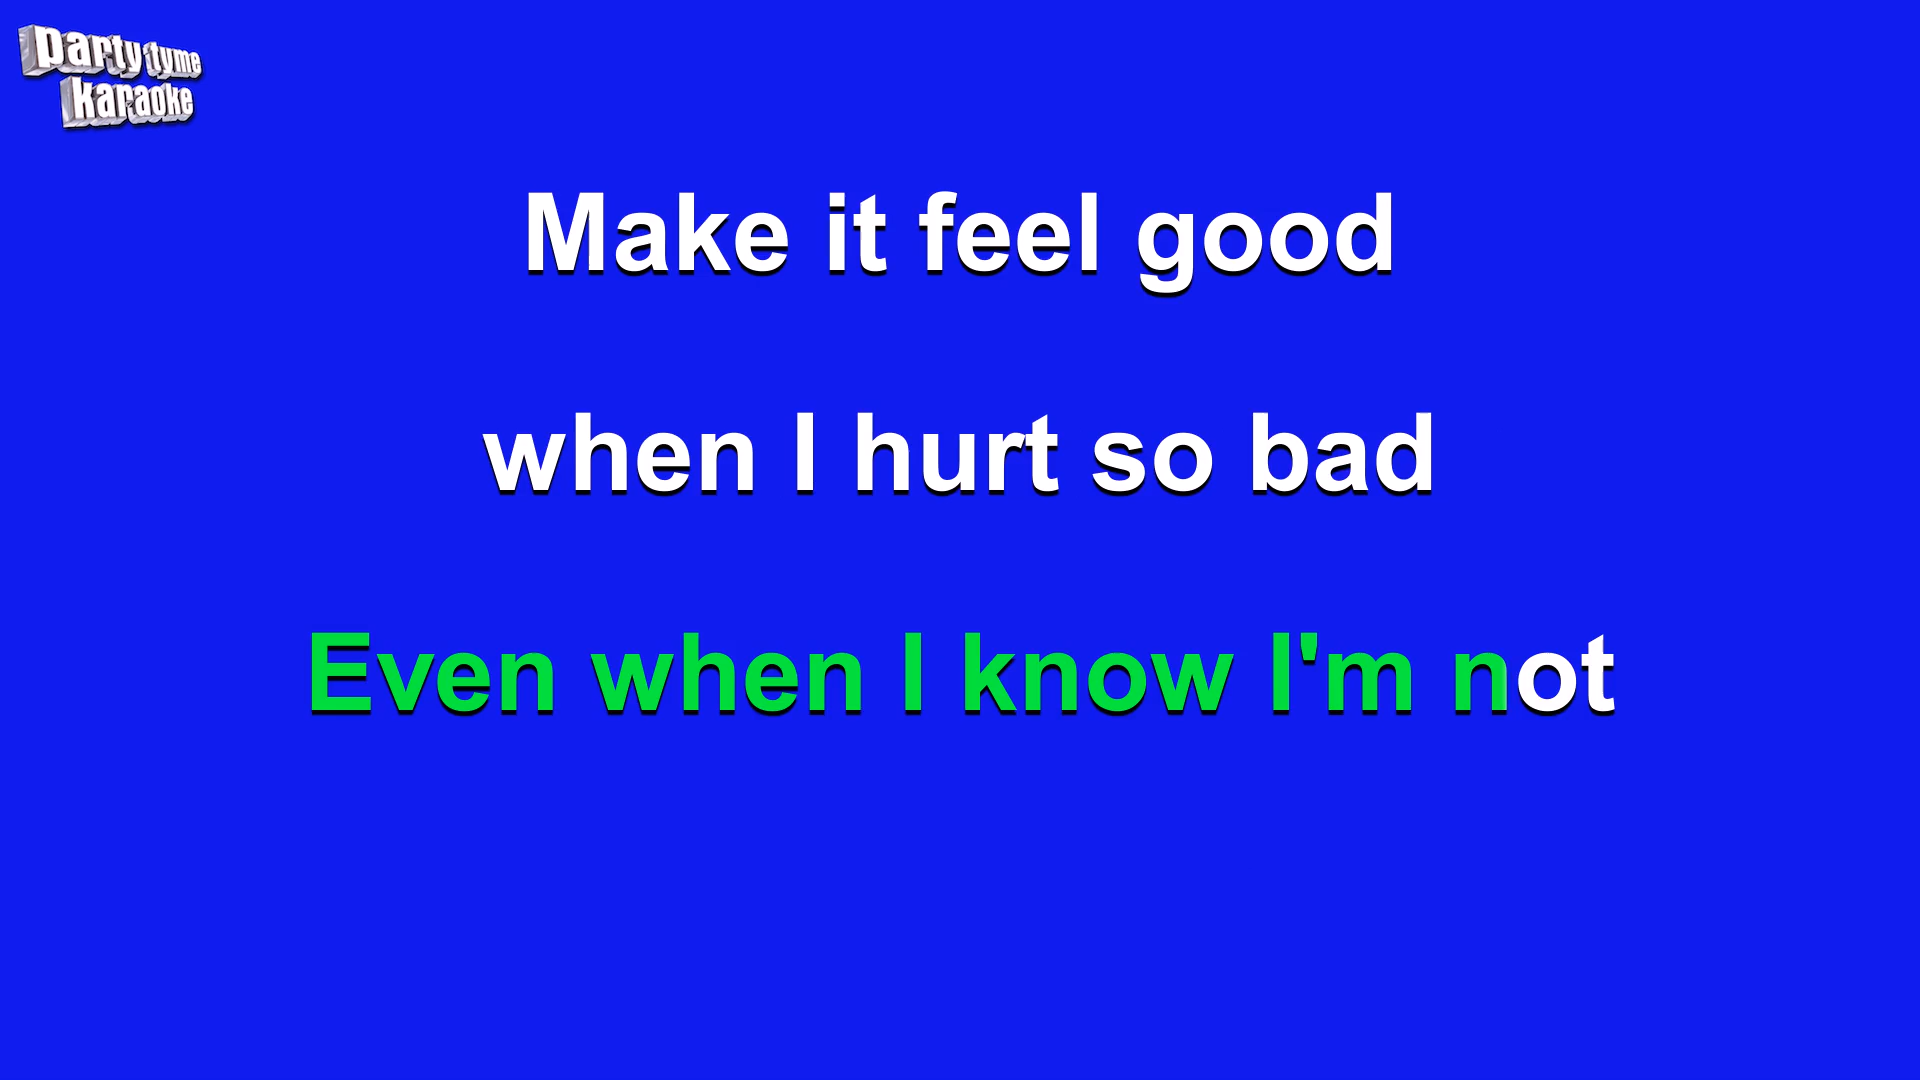 party tyme
karaoke
Make it feel good
when I hurt so bad
Even when I know I'm not